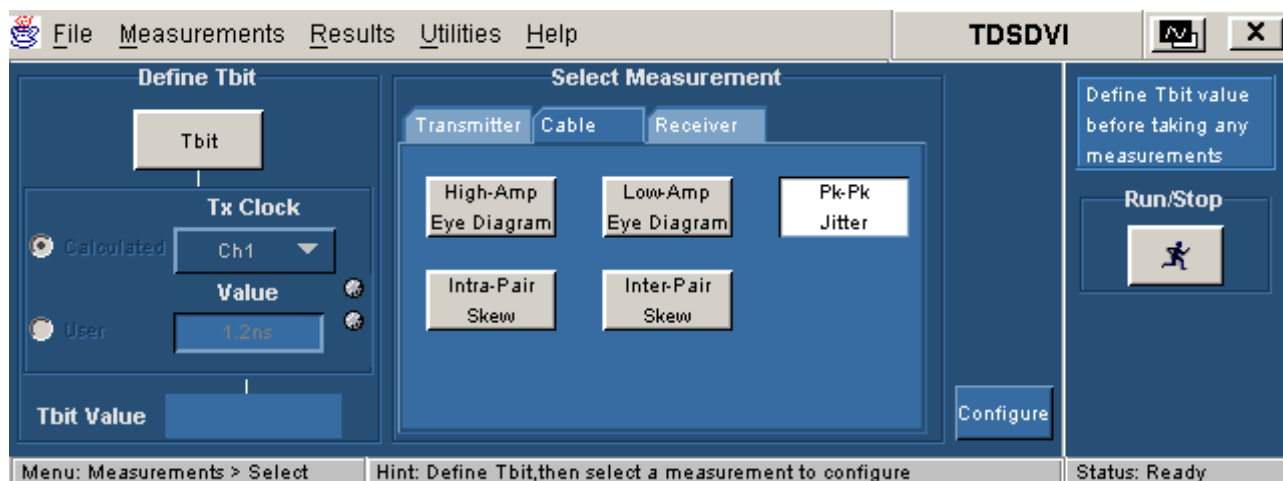 File Measurements Results Utilities Help TDSDVI X
Define Tbit
Tbit
Tx Clock
Calculated Ch1
Value
User 1.2ns
Tbit Value
Select Measurement
Transmitter Cable Receiver
High-Amp
Eye Diagram
Low-Amp
Eye Diagram
Pk-Pk
Jitter
Intra-Pair
Skew
Inter-Pair
Skew
Configure
Define Tbit value
before taking any
measurements
Run/Stop
Menu: Measurements > Select
Hint: Define Tbit,then select a measurement to configure
Status: Ready